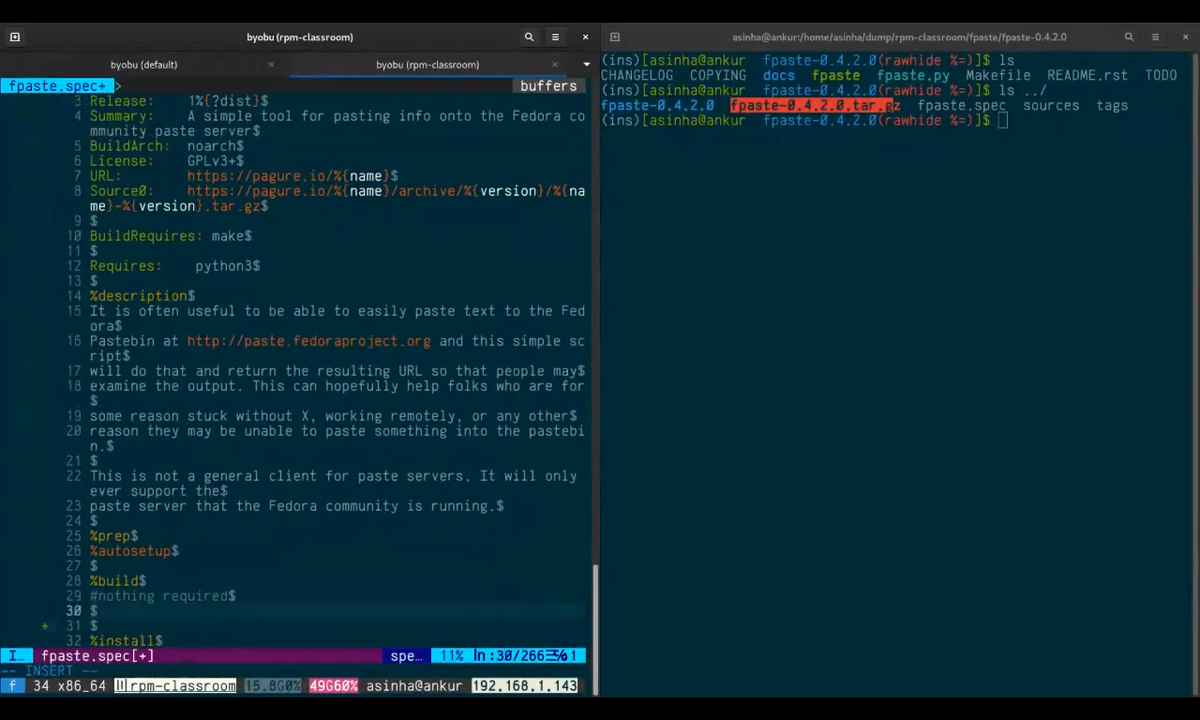 byobu (rpm-classroom)
byobu (default)
byobu (rpm-classroom)
fpaste.spec+
buffers
3 Release:     1%{?dist}$
4 Summary:     A simple tool for pasting info onto the Fedora co
mmunity paste server$
5 BuildArch:   noarch$
6 License:     GPLv3+$
7 URL:         https://pagure.io/%{name}$
8 Source0:     https://pagure.io/%{name}/archive/%{version}/%{na
me}-%{version}.tar.gz$
9 $
10 BuildRequires: make$
11 $
12 Requires:    python3$
13 $
14 %description$
15 It is often useful to be able to easily paste text to the Fed
ora$
16 Pastebin at http://paste.fedoraproject.org and this simple sc
ript$
17 will do that and return the resulting URL so that people may$
18 examine the output. This can hopefully help folks who are for
$
19 some reason stuck without X, working remotely, or any other$
20 reason they may be unable to paste something into the pastebi
n.$
21 $
22 This is not a general client for paste servers. It will only
ever support the$
23 paste server that the Fedora community is running.$
24 $
25 %prep$
26 %autosetup$
27 $
28 %build$
29 #nothing required$
30 $
+ 31 $
32 %install$
I... fpaste.spec[+] spe... 11% ln:30/266 1
-- INSERT --
f 34 x86_64 rpm-classroom 15.8G0% 49G60% asinha@ankur 192.168.1.143
asinha@ankur:/home/asinha/dump/rpm-classroom/fpaste/fpaste-0.4.2.0
(ins)[asinha@ankur  fpaste-0.4.2.0(rawhide %=)]$ ls
CHANGELOG  COPYING  docs  fpaste  fpaste.py  Makefile  README.rst  TODO
(ins)[asinha@ankur  fpaste-0.4.2.0(rawhide %=)]$ ls ../
fpaste-0.4.2.0  fpaste-0.4.2.0.tar.gz  fpaste.spec  sources  tags
(ins)[asinha@ankur  fpaste-0.4.2.0(rawhide %=)]$